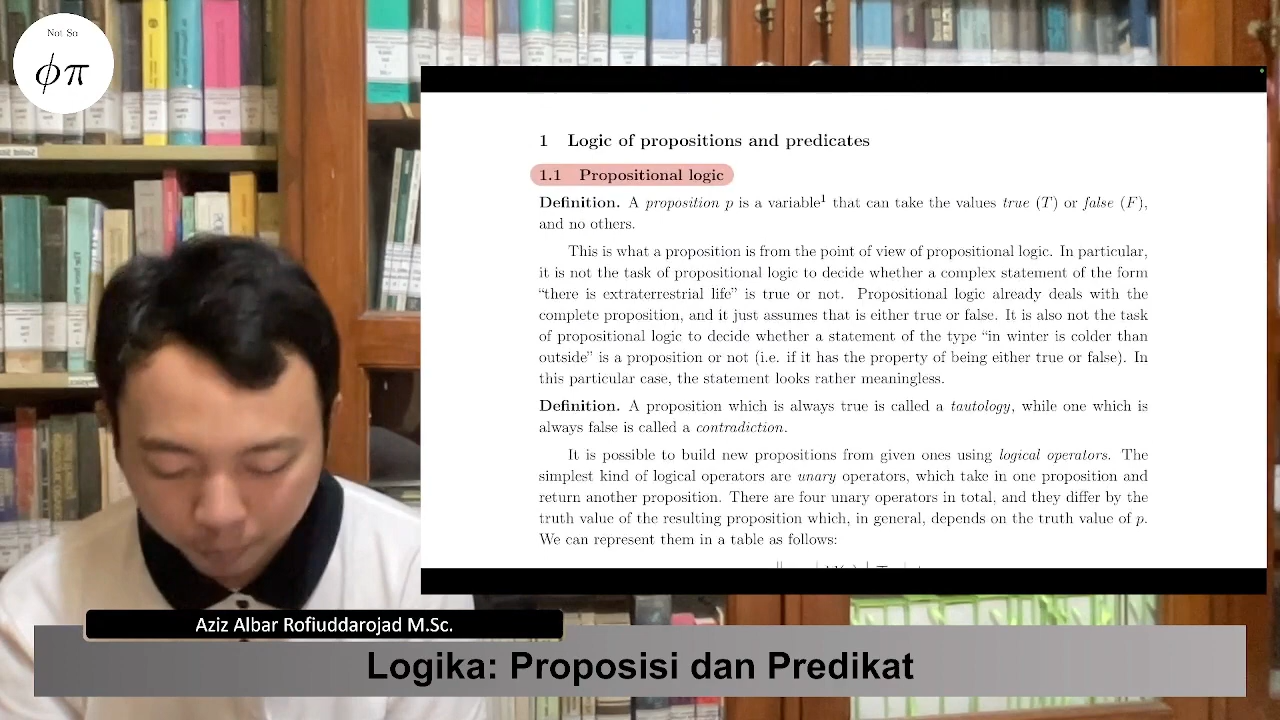 Not So
ϕπ
1 Logic of propositions and predicates
1.1 Propositional logic
Definition. A proposition p is a variable1 that can take the values true (T) or false (F),
and no others.
This is what a proposition is from the point of view of propositional logic. In particular,
it is not the task of propositional logic to decide whether a complex statement of the form
“there is extraterrestrial life” is true or not. Propositional logic already deals with the
complete proposition, and it just assumes that is either true or false. It is also not the task
of propositional logic to decide whether a statement of the type “in winter is colder than
outside” is a proposition or not (i.e. if it has the property of being either true or false). In
this particular case, the statement looks rather meaningless.
Definition. A proposition which is always true is called a tautology, while one which is
always false is called a contradiction.
It is possible to build new propositions from given ones using logical operators. The
simplest kind of logical operators are unary operators, which take in one proposition and
return another proposition. There are four unary operators in total, and they differ by the
truth value of the resulting proposition which, in general, depends on the truth value of p.
We can represent them in a table as follows:
Aziz Albar Rofiuddarojad M.Sc.
Logika: Proposisi dan Predikat